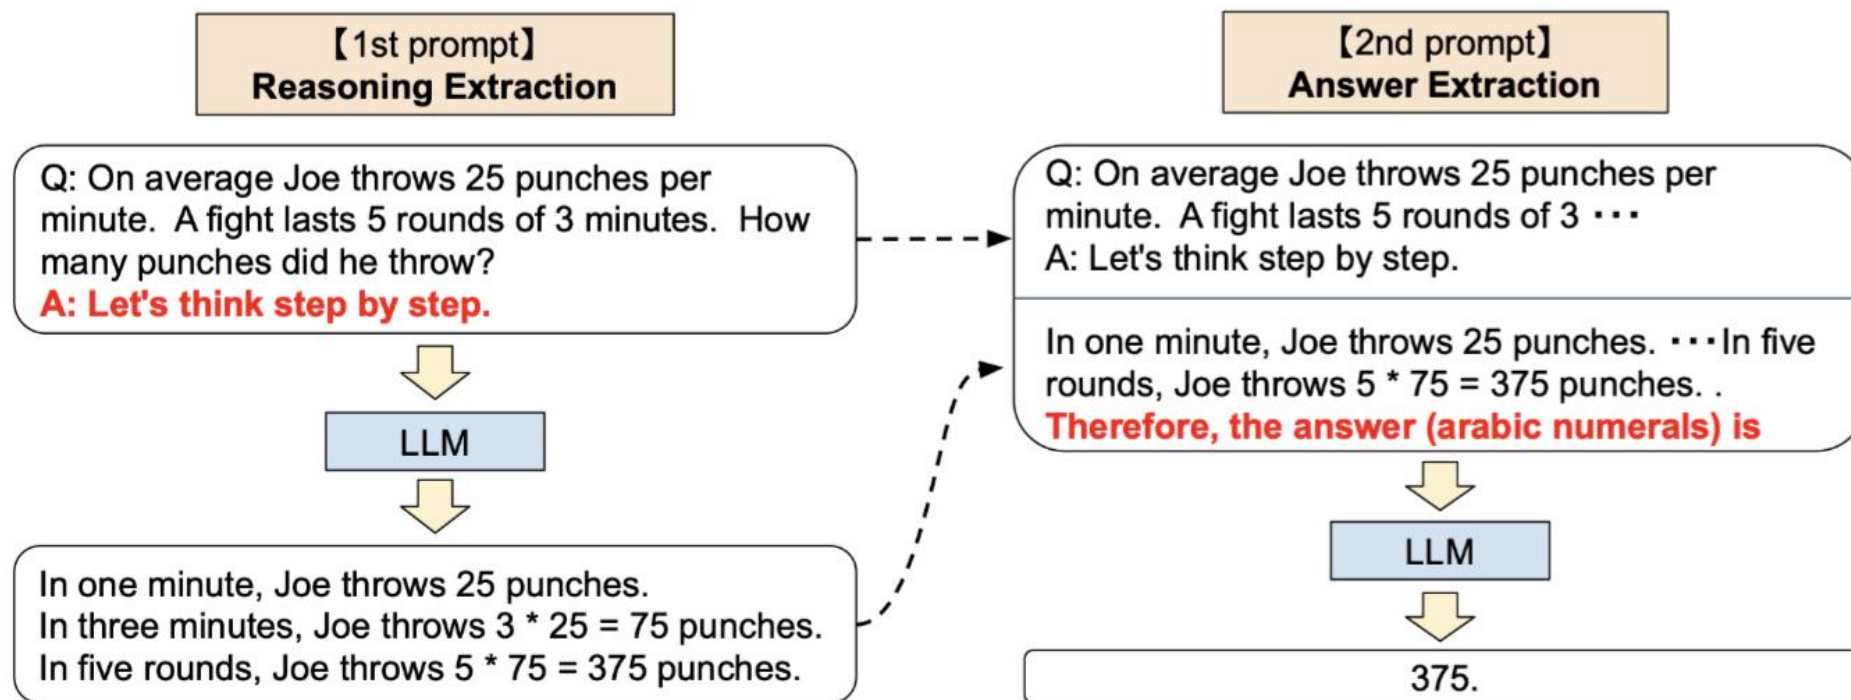 【1st prompt】
Reasoning Extraction
Q: On average Joe throws 25 punches per
minute.  A fight lasts 5 rounds of 3 minutes.  How
many punches did he throw?
A: Let's think step by step.
LLM
In one minute, Joe throws 25 punches.
In three minutes, Joe throws 3 * 25 = 75 punches.
In five rounds, Joe throws 5 * 75 = 375 punches.
【2nd prompt】
Answer Extraction
Q: On average Joe throws 25 punches per
minute.  A fight lasts 5 rounds of 3 ･･･
A: Let's think step by step.
In one minute, Joe throws 25 punches. ･･･In five
rounds, Joe throws 5 * 75 = 375 punches. .
Therefore, the answer (arabic numerals) is
LLM
375.